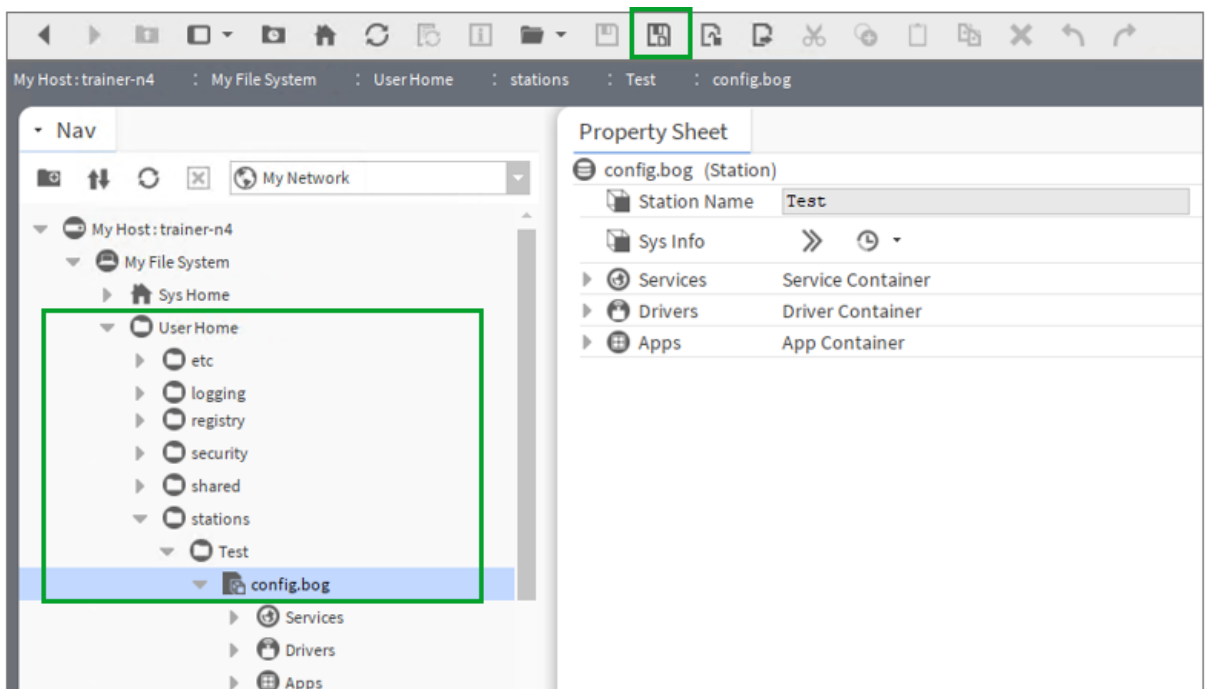 My Host : trainer-n4 : My File System : User Home : stations : Test : config.bog
Nav
My Network
My Host : trainer-n4
My File System
Sys Home
User Home
etc
logging
registry
security
shared
stations
Test
config.bog
Services
Drivers
Apps
Property Sheet
config.bog (Station)
Station Name Test
Sys Info
Services Service Container
Drivers Driver Container
Apps App Container